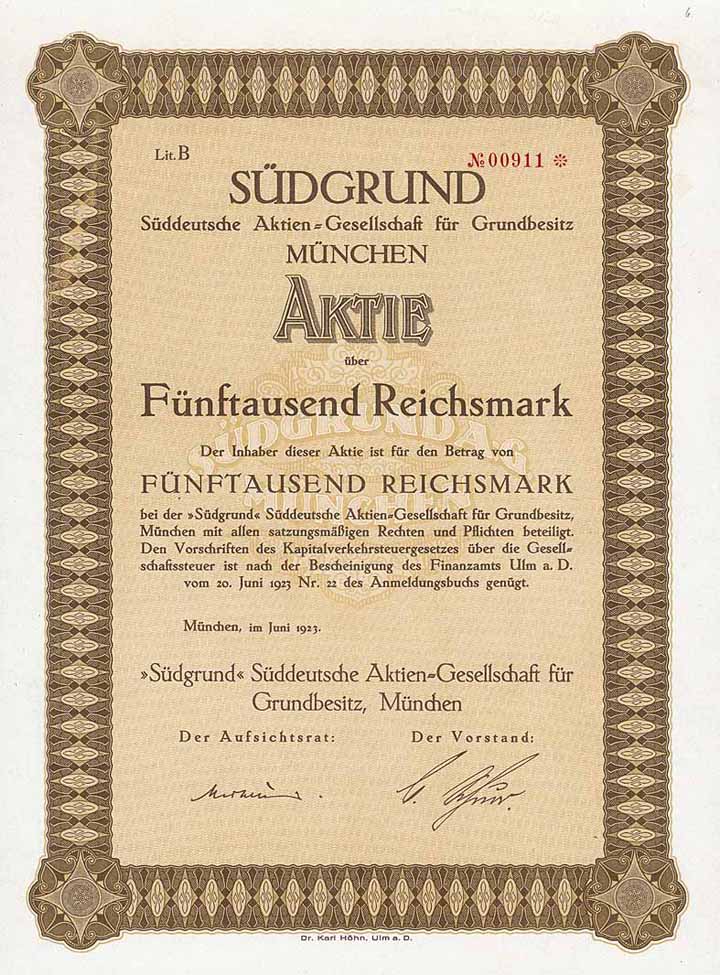 6
Lit. B
№ 00911 *
SÜDGRUND
Süddeutsche Aktien=Gesellschaft für Grundbesitz
MÜNCHEN
AKTIE
über
Fünftausend Reichsmark
Der Inhaber dieser Aktie ist für den Betrag von
FÜNFTAUSEND REICHSMARK
bei der »Südgrund« Süddeutsche Aktien=Gesellschaft für Grundbesitz,
München mit allen satzungsmäßigen Rechten und Pflichten beteiligt.
Den Vorschriften des Kapitalverkehrsteuergesetzes über die Gesell=
schaftssteuer ist nach der Bescheinigung des Finanzamts Ulm a. D.
vom 20. Juni 1923 Nr. 22 des Anmeldungsbuchs genügt.
SÜDGRUND A.G.
MÜNCHEN
München, im Juni 1923.
»Südgrund« Süddeutsche Aktien=Gesellschaft für
Grundbesitz, München
Der Aufsichtsrat:
Der Vorstand:
Dr. Karl Höhn, Ulm a. D.